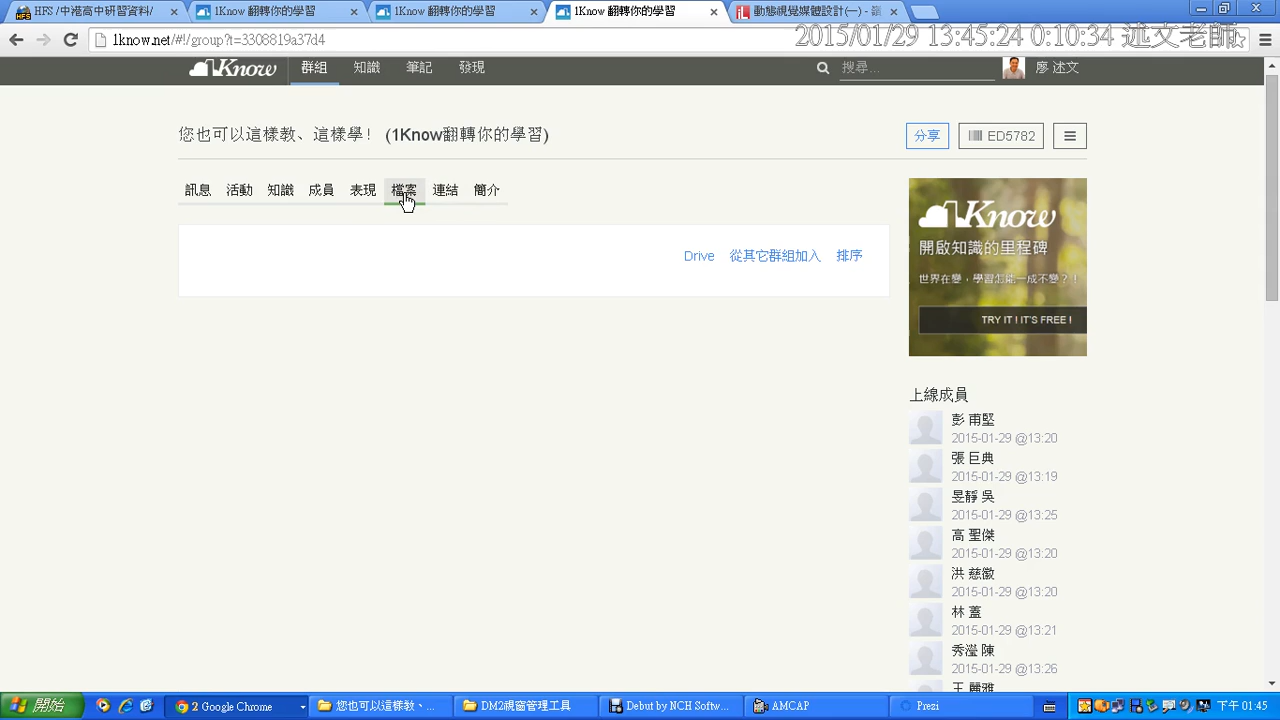 HFS /中港高中研習資料/
1Know 翻轉你的學習
1Know 翻轉你的學習
1Know 翻轉你的學習
動態視覺媒體設計(一) -
1know.net/#!/group?t=3308819a37d4
2015/01/29 13:45:24 0:10:34 述文老師
1Know
群組
知識
筆記
發現
搜尋...
廖 述文
您也可以這樣教、這樣學! (1Know翻轉你的學習)
分享
ED5782
訊息
活動
知識
成員
表現
檔案
連結
簡介
Drive
從其它群組加入
排序
1Know
開啟知識的里程碑
世界在變，學習怎能一成不變？！
TRY IT ! IT'S FREE !
上線成員
彭 甫堅
2015-01-29 @13:20
張 巨典
2015-01-29 @13:19
旻靜 吳
2015-01-29 @13:25
高 聖傑
2015-01-29 @13:20
洪 慈徽
2015-01-29 @13:20
林 蓋
2015-01-29 @13:21
秀瀅 陳
2015-01-29 @13:26
王 麗雅
開始
2 Google Chrome
您也可以這樣教、...
DM2視窗管理工具
Debut by NCH Softw...
AMCAP
Prezi
下午 01:45